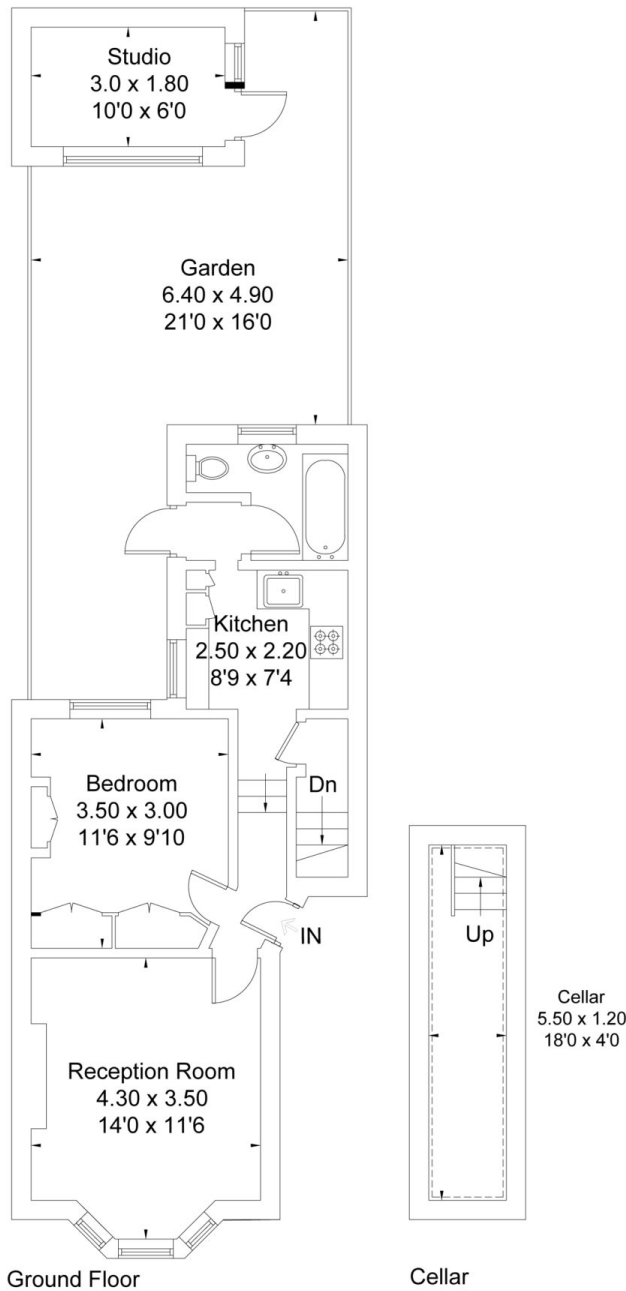 Studio
3.0 x 1.80
10'0 x 6'0
Garden
6.40 x 4.90
21'0 x 16'0
Kitchen
2.50 x 2.20
8'9 x 7'4
Bedroom
3.50 x 3.00
11'6 x 9'10
Dn
IN
Reception Room
4.30 x 3.50
14'0 x 11'6
Ground Floor
Up
Cellar
5.50 x 1.20
18'0 x 4'0
Cellar